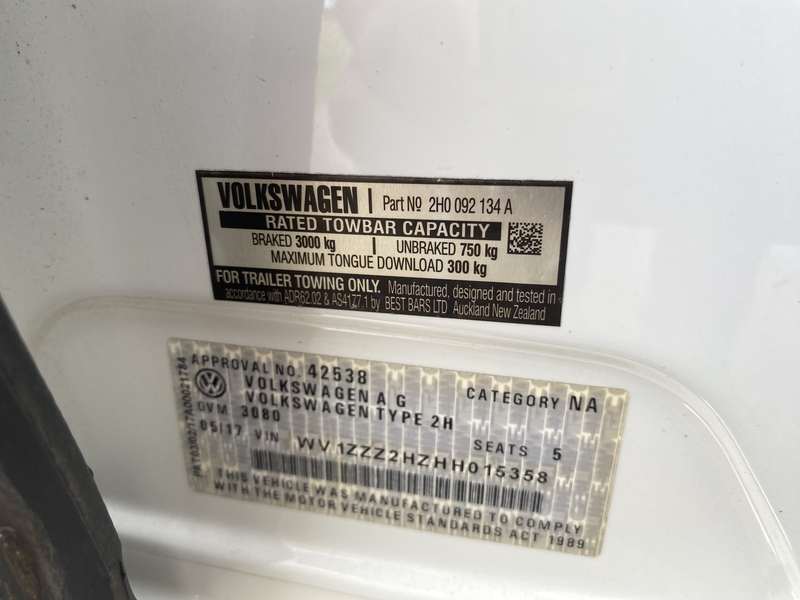 VOLKSWAGEN | Part No 2H0 092 134 A
RATED TOWBAR CAPACITY
BRAKED 3000 kg | UNBRAKED 750 kg
MAXIMUM TONGUE DOWNLOAD 300 kg
FOR TRAILER TOWING ONLY. Manufactured, designed and tested in
accordance with ADR62.02 & AS4177.1 by BEST BARS LTD Auckland New Zealand
PAT03/02/17A00021784
APPROVAL NO. 42538
VOLKSWAGEN A G CATEGORY NA
VOLKSWAGEN TYPE 2H
GVM 3080
05/17 VIN SEATS 5
WV1ZZZ2HZHH015358
THIS VEHICLE WAS MANUFACTURED TO COMPLY
WITH THE MOTOR VEHICLE STANDARDS ACT 1989